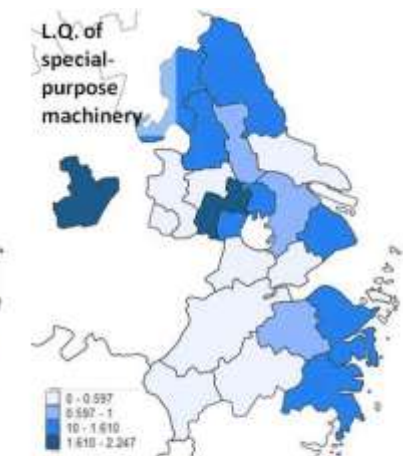 L.Q. of
special-
purpose
machinery
0 - 0.597
0.597 - 1
10 - 1.610
1.610 - 2.247